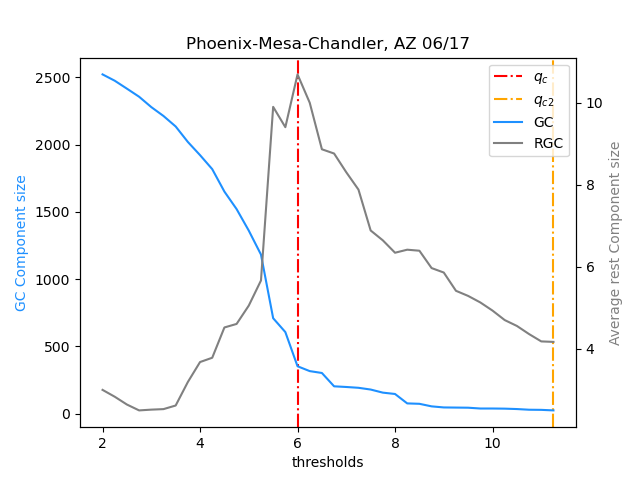 Phoenix-Mesa-Chandler, AZ 06/17
GC Component size
2500
2000
1500
1000
500
0
2
4
6
8
10
thresholds
10
8
6
4
Average rest Component size
q_c
q_c2
GC
RGC